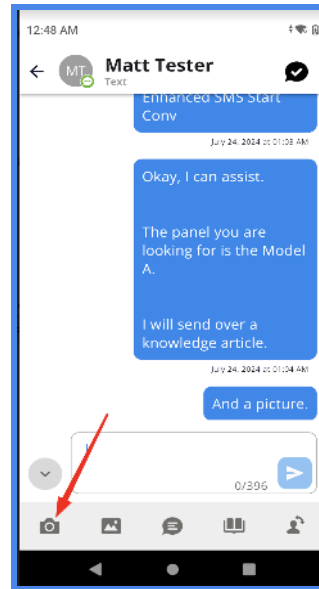 12:48 AM
MT
Matt Tester
Text
Enhanced SMS Start
Conv
July 24, 2024 at 01:03 AM
Okay, I can assist.
The panel you are
looking for is the Model
A.
I will send over a
knowledge article.
July 24, 2024 at 01:04 AM
And a picture.
0/396